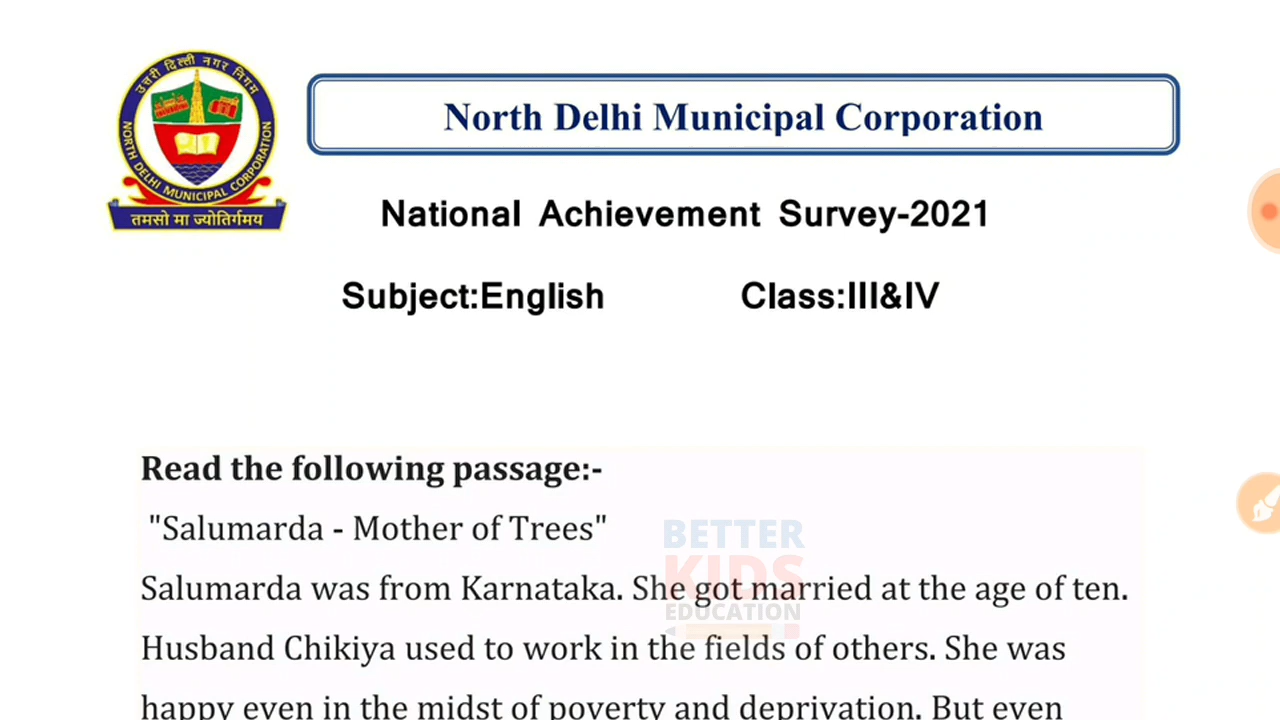 उत्तरी दिल्ली नगर निगम
NORTH DELHI MUNICIPAL CORPORATION
तमसो मा ज्योतिर्गमय
North Delhi Municipal Corporation
National Achievement Survey-2021
Subject:English Class:III&IV
Read the following passage:-
"Salumarda - Mother of Trees"
BETTER
KIDS
EDUCATION
Salumarda was from Karnataka. She got married at the age of ten.
Husband Chikiya used to work in the fields of others. She was
happy even in the midst of poverty and deprivation. But even